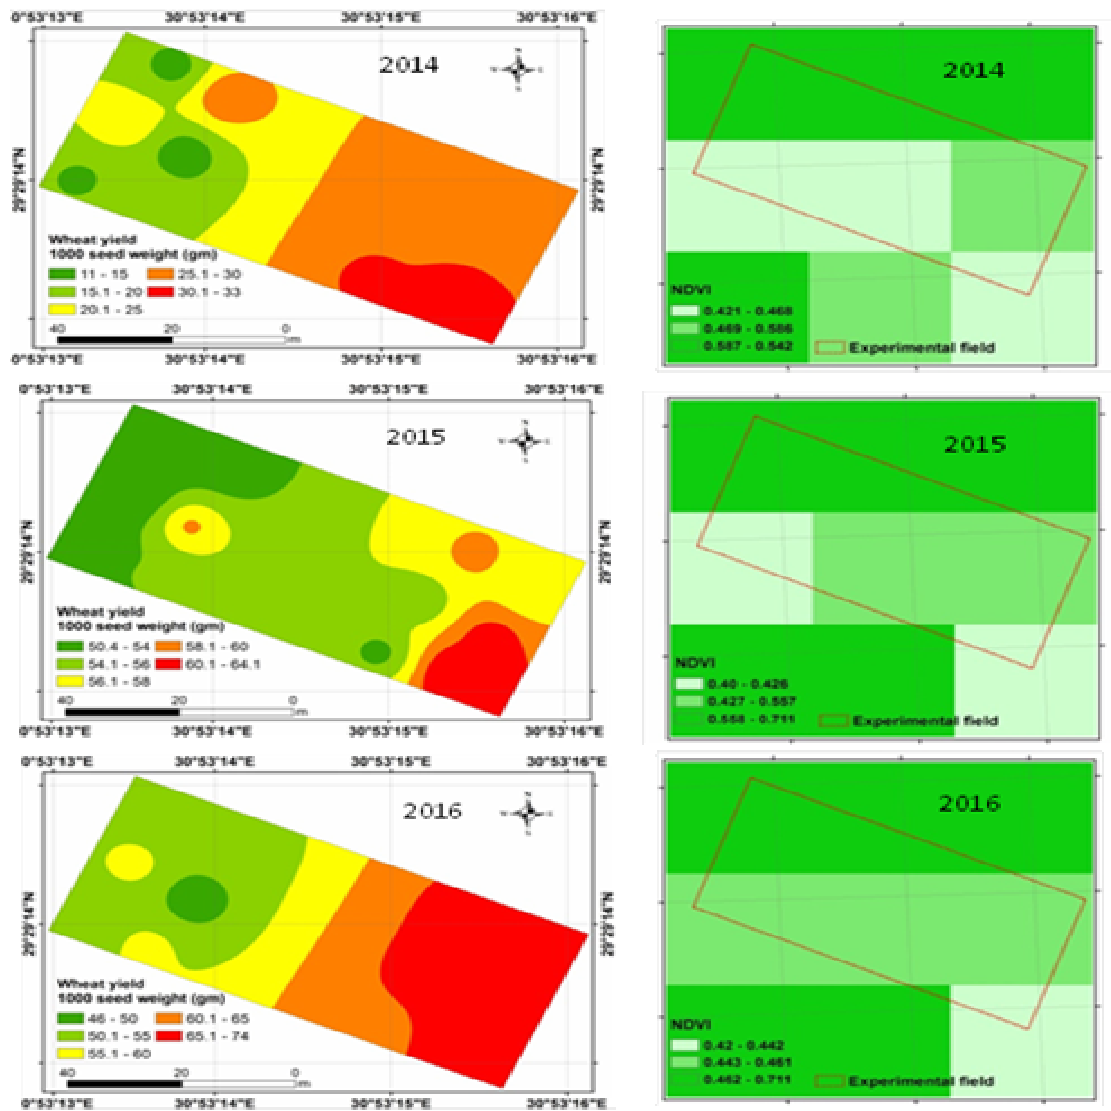 0°53'13"E 30°53'14"E 30°53'15"E 30°53'16"E
2014
29°29'14"N
29°29'14"N
Wheat yield
1000 seed weight (gm)
11 - 15 25.1 - 30
15.1 - 20 30.1 - 33
20.1 - 25
40 20 0
m
0°53'13"E 30°53'14"E 30°53'15"E 30°53'16"E
2014
NDVI
0.421 - 0.468
0.469 - 0.586
0.587 - 0.542 Experimental field
0°53'13"E 30°53'14"E 30°53'15"E 30°53'16"E
2015
29°29'14"N
29°29'14"N
Wheat yield
1000 seed weight (gm)
50.4 - 54 58.1 - 60
54.1 - 56 60.1 - 64.1
56.1 - 58
40 20 0
m
0°53'13"E 30°53'14"E 30°53'15"E 30°53'16"E
2015
NDVI
0.40 - 0.426
0.427 - 0.557
0.558 - 0.711 Experimental field
0°53'13"E 30°53'14"E 30°53'15"E 30°53'16"E
2016
29°29'14"N
29°29'14"N
Wheat yield
1000 seed weight (gm)
46 - 50 60.1 - 65
50.1 - 55 65.1 - 74
55.1 - 60
40 20 0
m
0°53'13"E 30°53'14"E 30°53'15"E 30°53'16"E
2016
NDVI
0.42 - 0.442
0.443 - 0.461
0.462 - 0.711 Experimental field